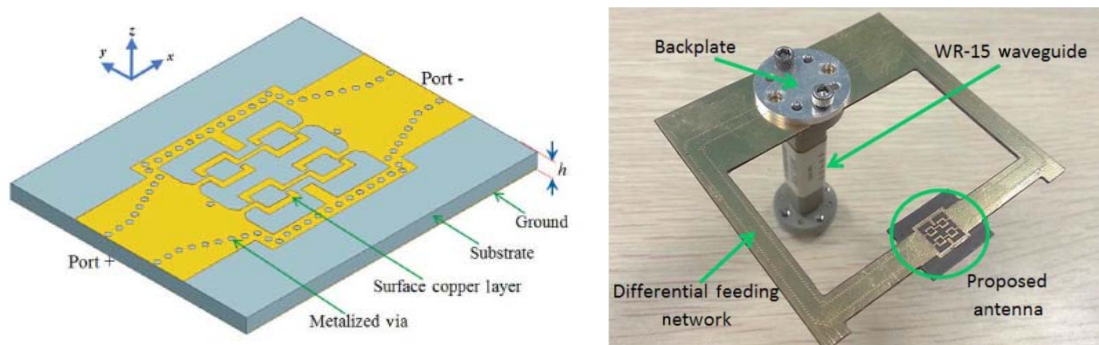 z
y
x
Port -
h
Ground
Substrate
Port +
Surface copper layer
Metalized via
Backplate
WR-15 waveguide
Differential feeding
network
Proposed
antenna